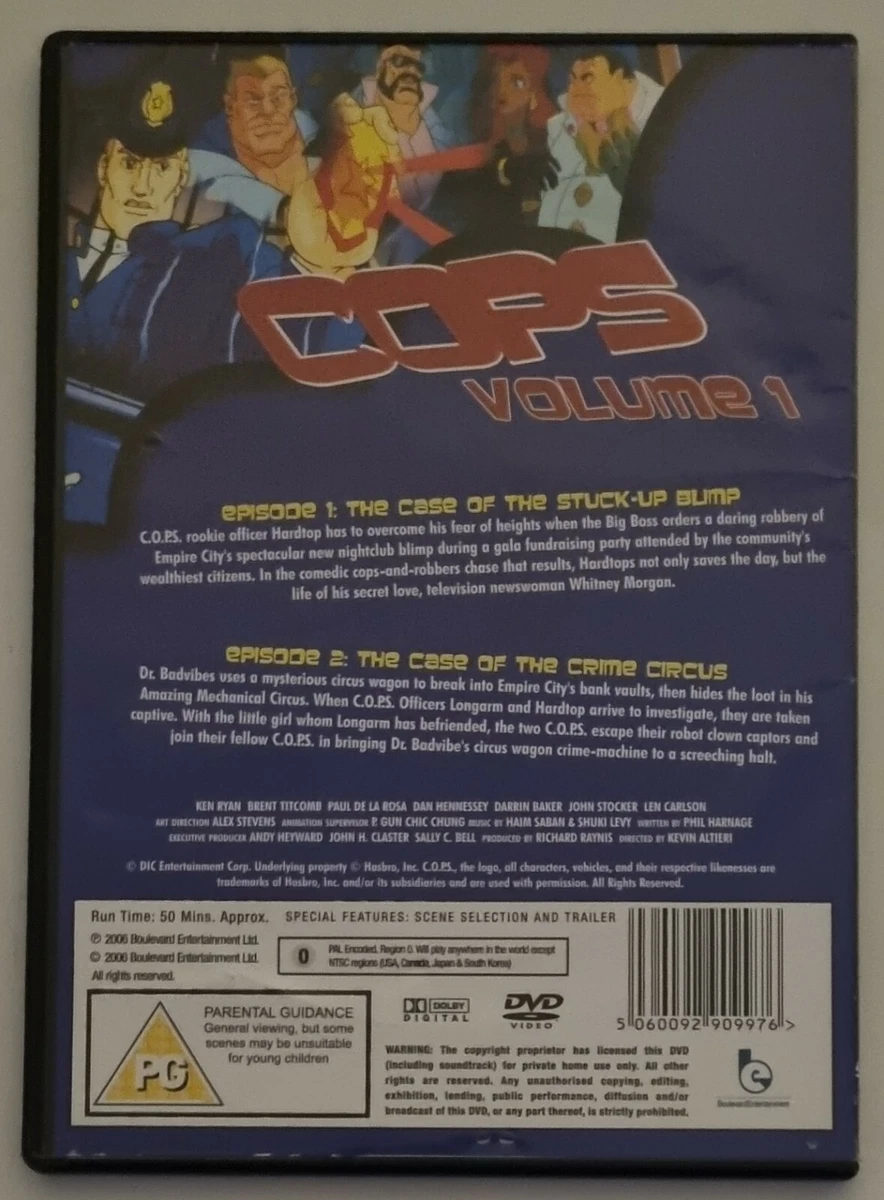 COPS
VOLUME 1
EPISODE 1: THE CASE OF THE STUCK-UP BLIMP
C.O.P.S. rookie officer Hardtop has to overcome his fear of heights when the Big Boss orders a daring robbery of
Empire City's spectacular new nightclub blimp during a gala fundraising party attended by the community's
wealthiest citizens. In the comedic cops-and-robbers chase that results, Hardtops not only saves the day, but the
life of his secret love, television newswoman Whitney Morgan.
EPISODE 2: THE CASE OF THE CRIME CIRCUS
Dr. Badvibes uses a mysterious circus wagon to break into Empire City's bank vaults, then hides the loot in his
Amazing Mechanical Circus. When C.O.P.S. Officers Longarm and Hardtop arrive to investigate, they are taken
captive. With the little girl whom Longarm has befriended, the two C.O.P.S. escape their robot clown captors and
join their fellow C.O.P.S. in bringing Dr. Badvibe's circus wagon crime-machine to a screeching halt.
KEN RYAN BRENT TITCOMB PAUL DE LA ROSA DAN HENNESSEY DARRIN BAKER JOHN STOCKER LEN CARLSON
ART DIRECTION ALEX STEVENS ANIMATION SUPERVISOR P. GUN CHIC CHUNG MUSIC BY HAIM SABAN & SHUKI LEVY WRITTEN BY PHIL HARNAGE
EXECUTIVE PRODUCER ANDY HEYWARD JOHN H. CLASTER SALLY C. BELL PRODUCED BY RICHARD RAYNIS DIRECTED BY KEVIN ALTIERI
© DIC Entertainment Corp. Underlying property © Hasbro, Inc. C.O.P.S., the logo, all characters, vehicles, and their respective likenesses are
trademarks of Hasbro, Inc. and/or its subsidiaries and are used with permission. All Rights Reserved.
Run Time: 50 Mins. Approx. SPECIAL FEATURES: SCENE SELECTION AND TRAILER
℗ 2006 Boulevard Entertainment Ltd.
© 2006 Boulevard Entertainment Ltd.
All rights reserved.
0
PAL Encoded, Region 0. Will play anywhere in the world except
NTSC regions (USA, Canada, Japan & South Korea)
PARENTAL GUIDANCE
General viewing, but some
scenes may be unsuitable
for young children
PG
DOLBY
DIGITAL
DVD
VIDEO
5 060092 909976 >
WARNING: The copyright proprietor has licensed this DVD
(including soundtrack) for private home use only. All other
rights are reserved. Any unauthorised copying, editing,
exhibition, lending, public performance, diffusion and/or
broadcast of this DVD, or any part thereof, is strictly prohibited.
be
Boulevard Entertainment